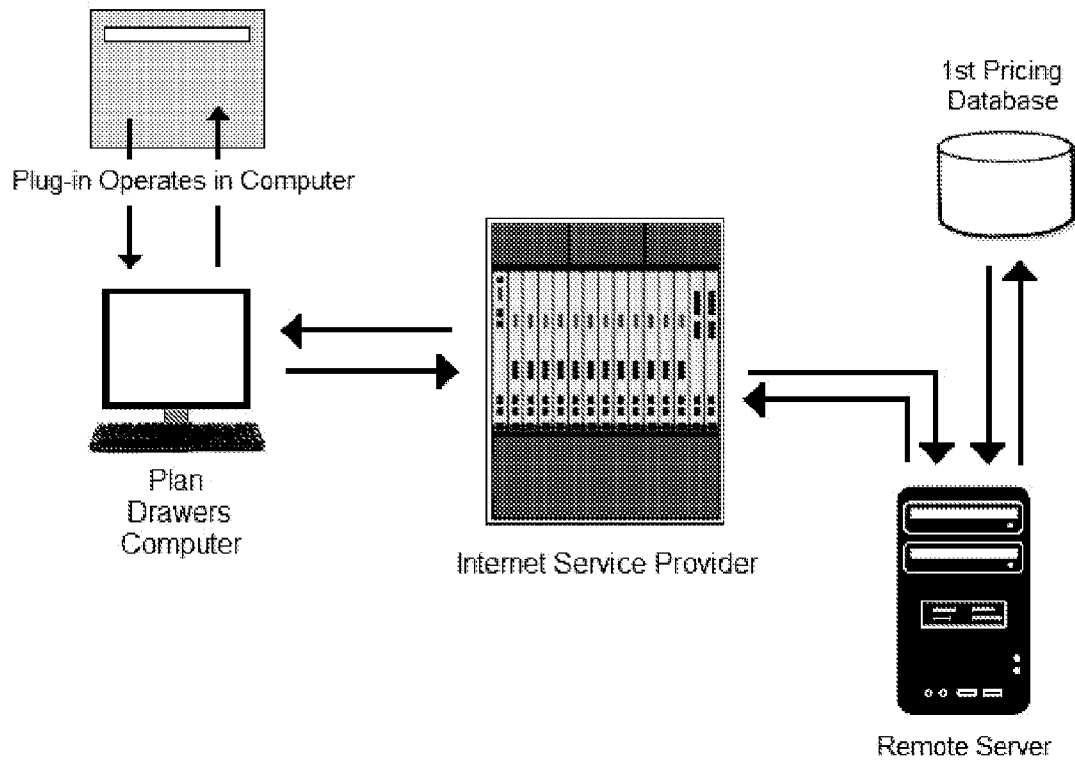 1st Pricing
Database
Plug-in Operates in Computer
Plan
Drawers
Computer
Internet Service Provider
Remote Server